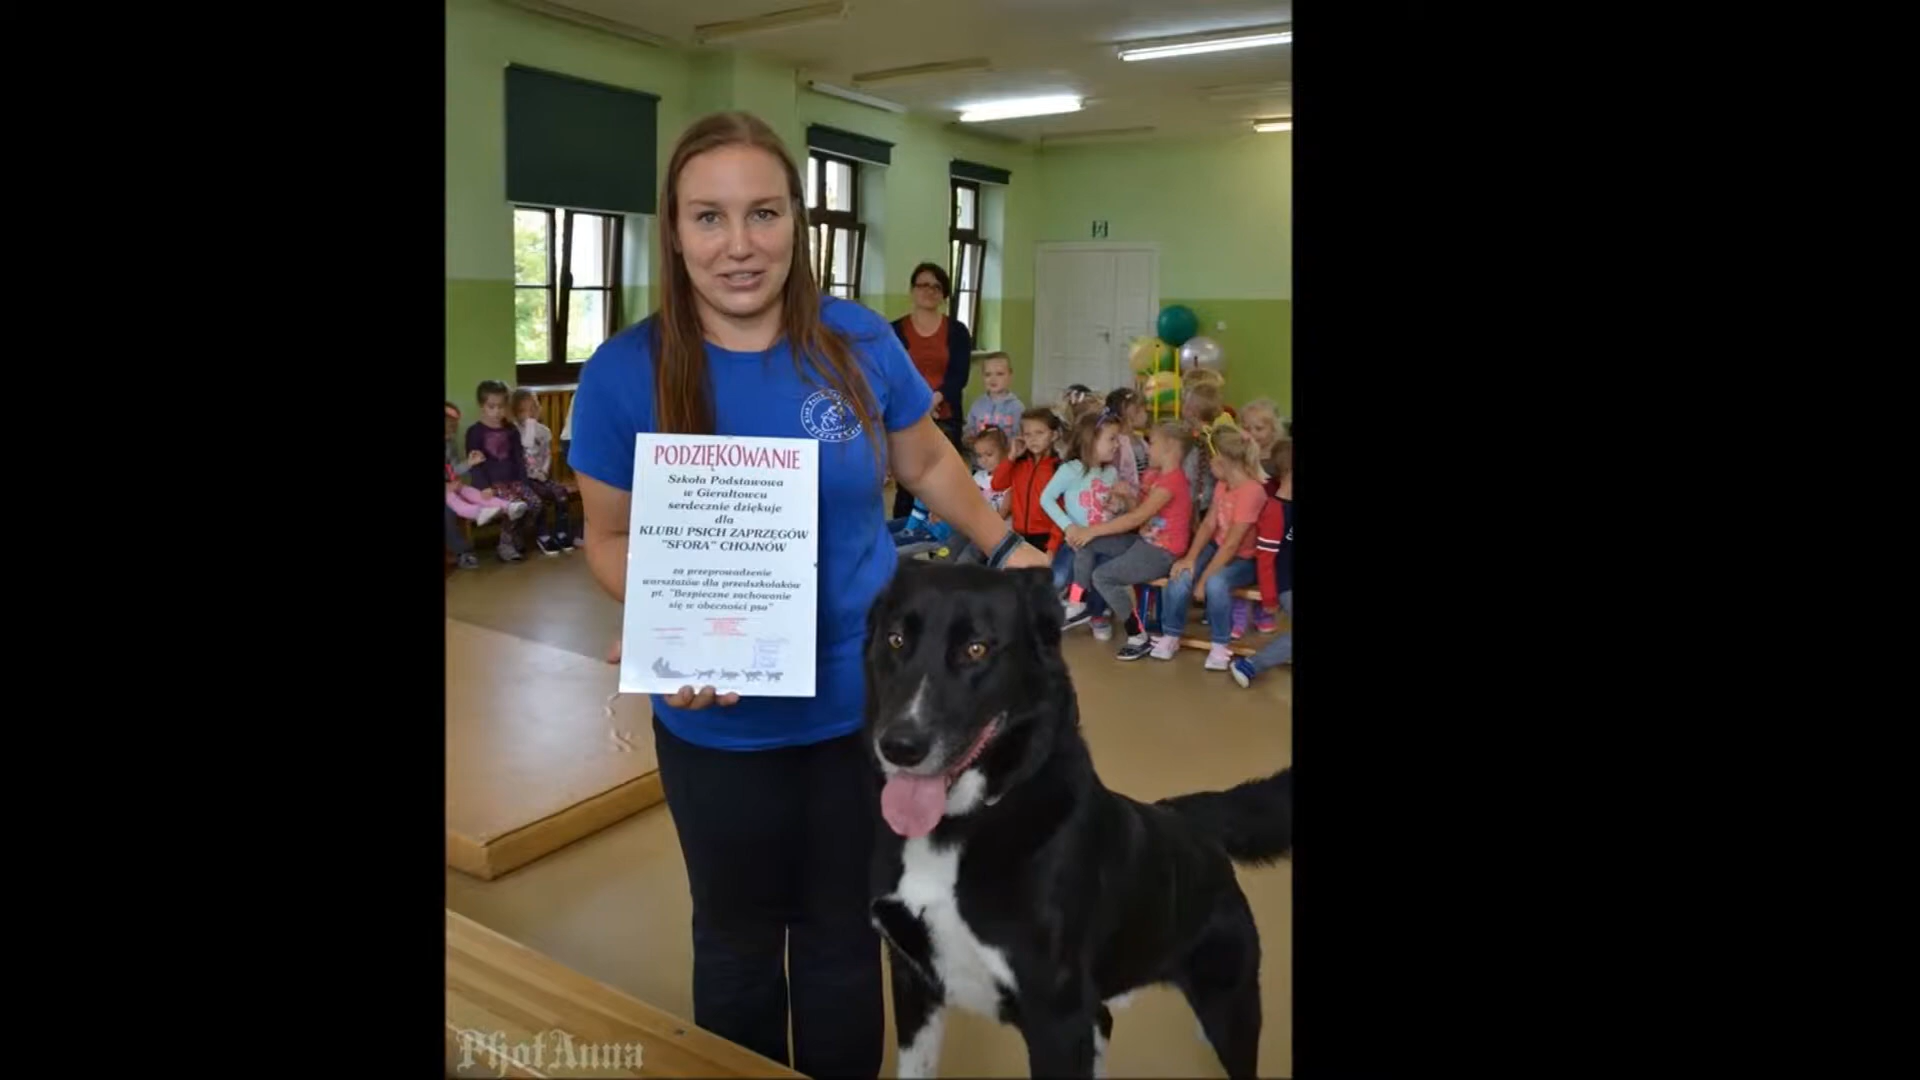 PODZIĘKOWANIE
Szkoła Podstawowa
w Gierałtowcu
serdecznie dziękuje
dla
KLUBU PSICH ZAPRZĘGÓW
"SFORA" CHOJNÓW
za przeprowadzenie
warsztatów dla przedszkolaków
pt. "Bezpieczne zachowanie
się w obecności psa"
PhotAnna